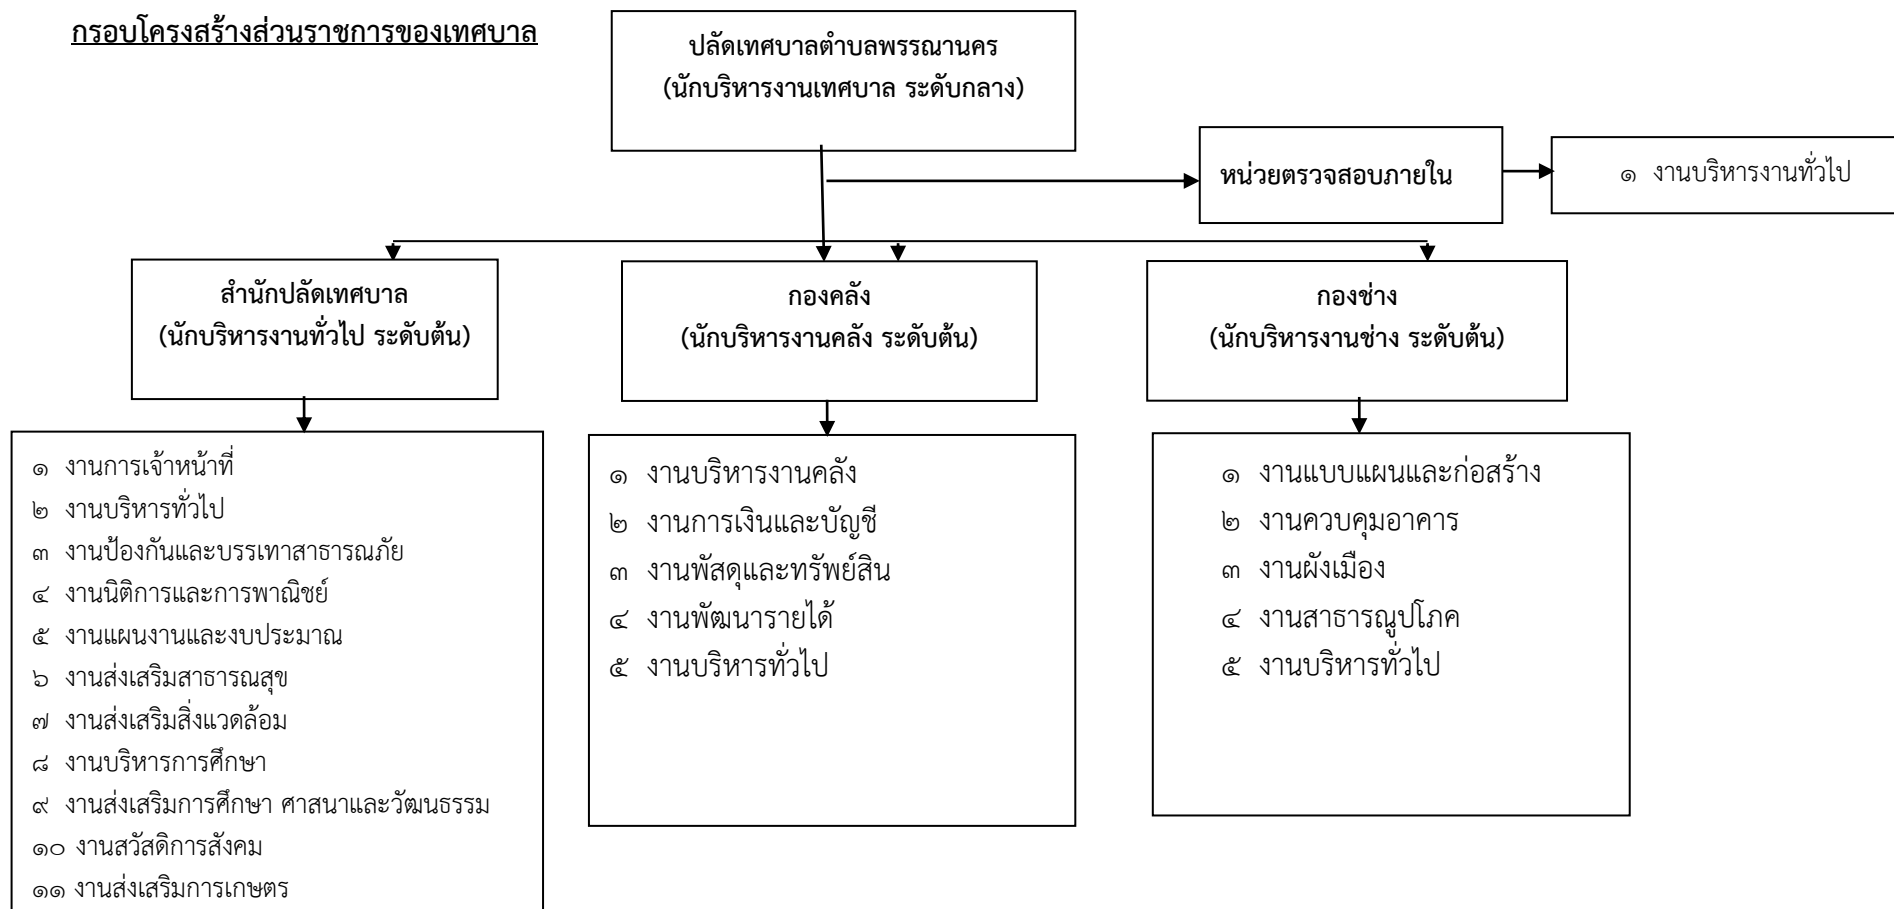 กรอบโครงสร้างส่วนราชการของเทศบาล
ปลัดเทศบาลตำบลพรรณานคร
(นักบริหารงานเทศบาล ระดับกลาง)
หน่วยตรวจสอบภายใน
๑ งานบริหารงานทั่วไป
สำนักปลัดเทศบาล
(นักบริหารงานทั่วไป ระดับต้น)
กองคลัง
(นักบริหารงานคลัง ระดับต้น)
กองช่าง
(นักบริหารงานช่าง ระดับต้น)
๑ งานการเจ้าหน้าที่
๒ งานบริหารทั่วไป
๓ งานป้องกันและบรรเทาสาธารณภัย
๔ งานนิติการและการพาณิชย์
๕ งานแผนงานและงบประมาณ
๖ งานส่งเสริมสาธารณสุข
๗ งานส่งเสริมสิ่งแวดล้อม
๘ งานบริหารการศึกษา
๙ งานส่งเสริมการศึกษา ศาสนาและวัฒนธรรม
๑๐ งานสวัสดิการสังคม
๑๑ งานส่งเสริมการเกษตร
๑ งานบริหารงานคลัง
๒ งานการเงินและบัญชี
๓ งานพัสดุและทรัพย์สิน
๔ งานพัฒนารายได้
๕ งานบริหารทั่วไป
๑ งานแบบแผนและก่อสร้าง
๒ งานควบคุมอาคาร
๓ งานผังเมือง
๔ งานสาธารณูปโภค
๕ งานบริหารทั่วไป